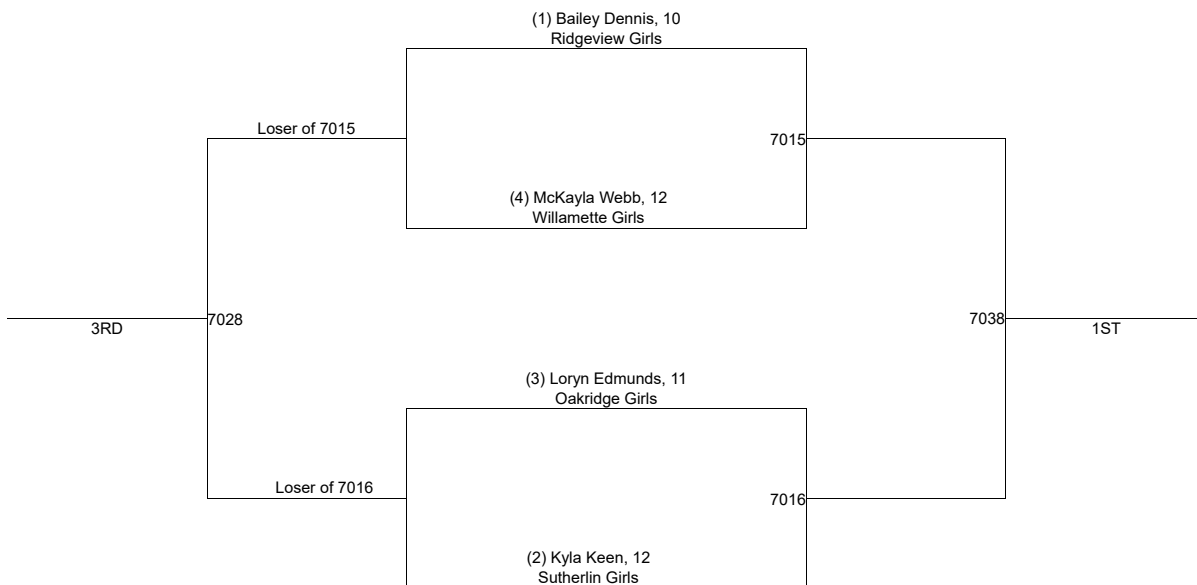 (1) Bailey Dennis, 10
Ridgeview Girls
Loser of 7015
7015
(4) McKayla Webb, 12
Willamette Girls
3RD
7028
7038
1ST
(3) Loryn Edmunds, 11
Oakridge Girls
Loser of 7016
7016
(2) Kyla Keen, 12
Sutherlin Girls